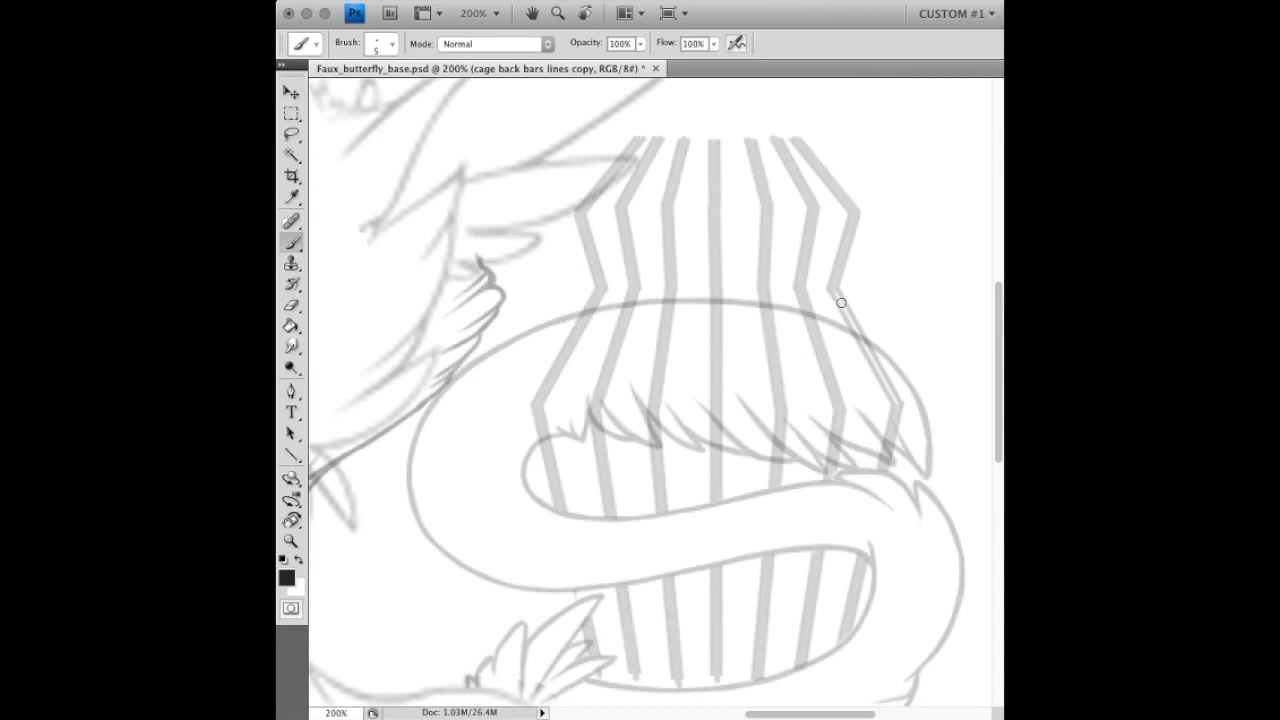 Ps Br 200% CUSTOM #1
Brush: 5 Mode: Normal Opacity: 100% Flow: 100%
Faux_butterfly_base.psd @ 200% (cage back bars lines copy, RGB/8#) *
T
200% Doc: 1.03M/26.4M